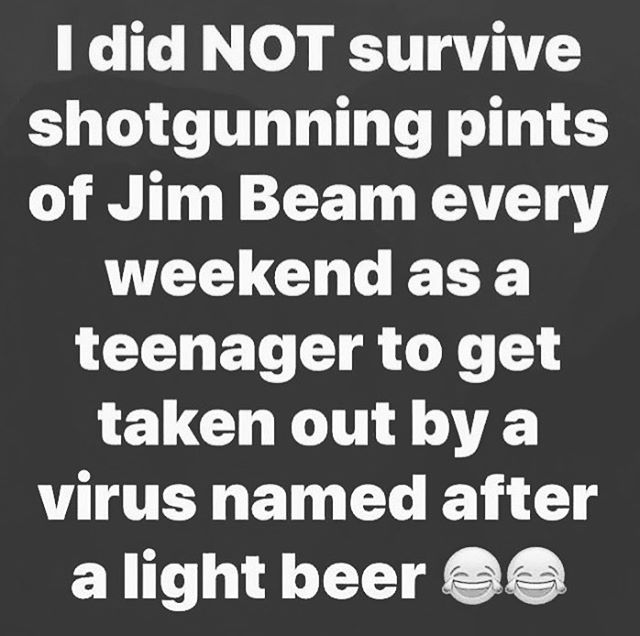 I did NOT survive
shotgunning pints
of Jim Beam every
weekend as a
teenager to get
taken out by a
virus named after
a light beer 😂😂